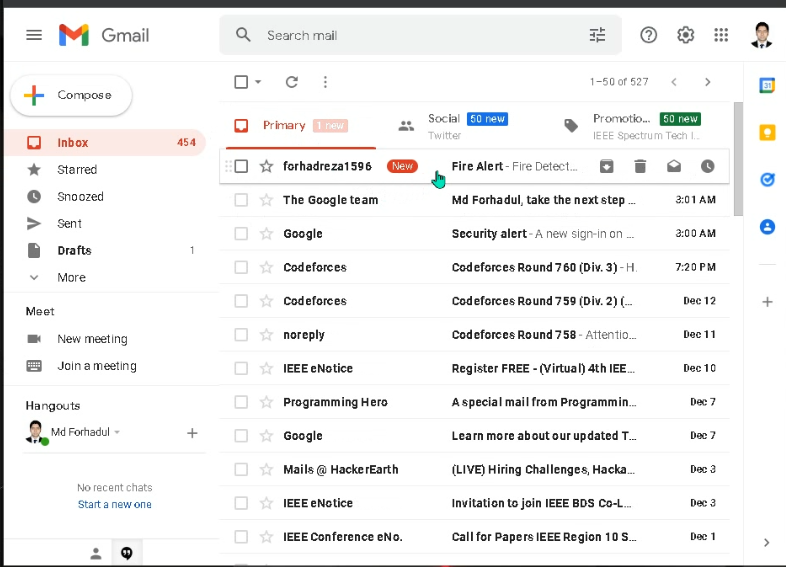 Gmail
Search mail
Compose
1–50 of 527
Primary 1 new
Social 50 new
Twitter
Promotio... 50 new
IEEE Spectrum Tech I...
Inbox 454
Starred
Snoozed
Sent
Drafts 1
More
Meet
New meeting
Join a meeting
Hangouts
Md Forhadul
No recent chats
Start a new one
forhadreza1596 New Fire Alert - Fire Detect...
The Google team Md Forhadul, take the next step ... 3:01 AM
Google Security alert - A new sign-in on ... 3:00 AM
Codeforces Codeforces Round 760 (Div. 3) - H. 7:20 PM
Codeforces Codeforces Round 759 (Div. 2) (... Dec 12
noreply Codeforces Round 758 - Attentio... Dec 11
IEEE eNotice Register FREE - (Virtual) 4th IEE... Dec 10
Programming Hero A special mail from Programmin... Dec 7
Google Learn more about our updated T... Dec 7
Mails @ HackerEarth (LIVE) Hiring Challenges, Hacka... Dec 3
IEEE eNotice Invitation to join IEEE BDS Co-L... Dec 3
IEEE Conference eNo. Call for Papers IEEE Region 10 S... Dec 1
31